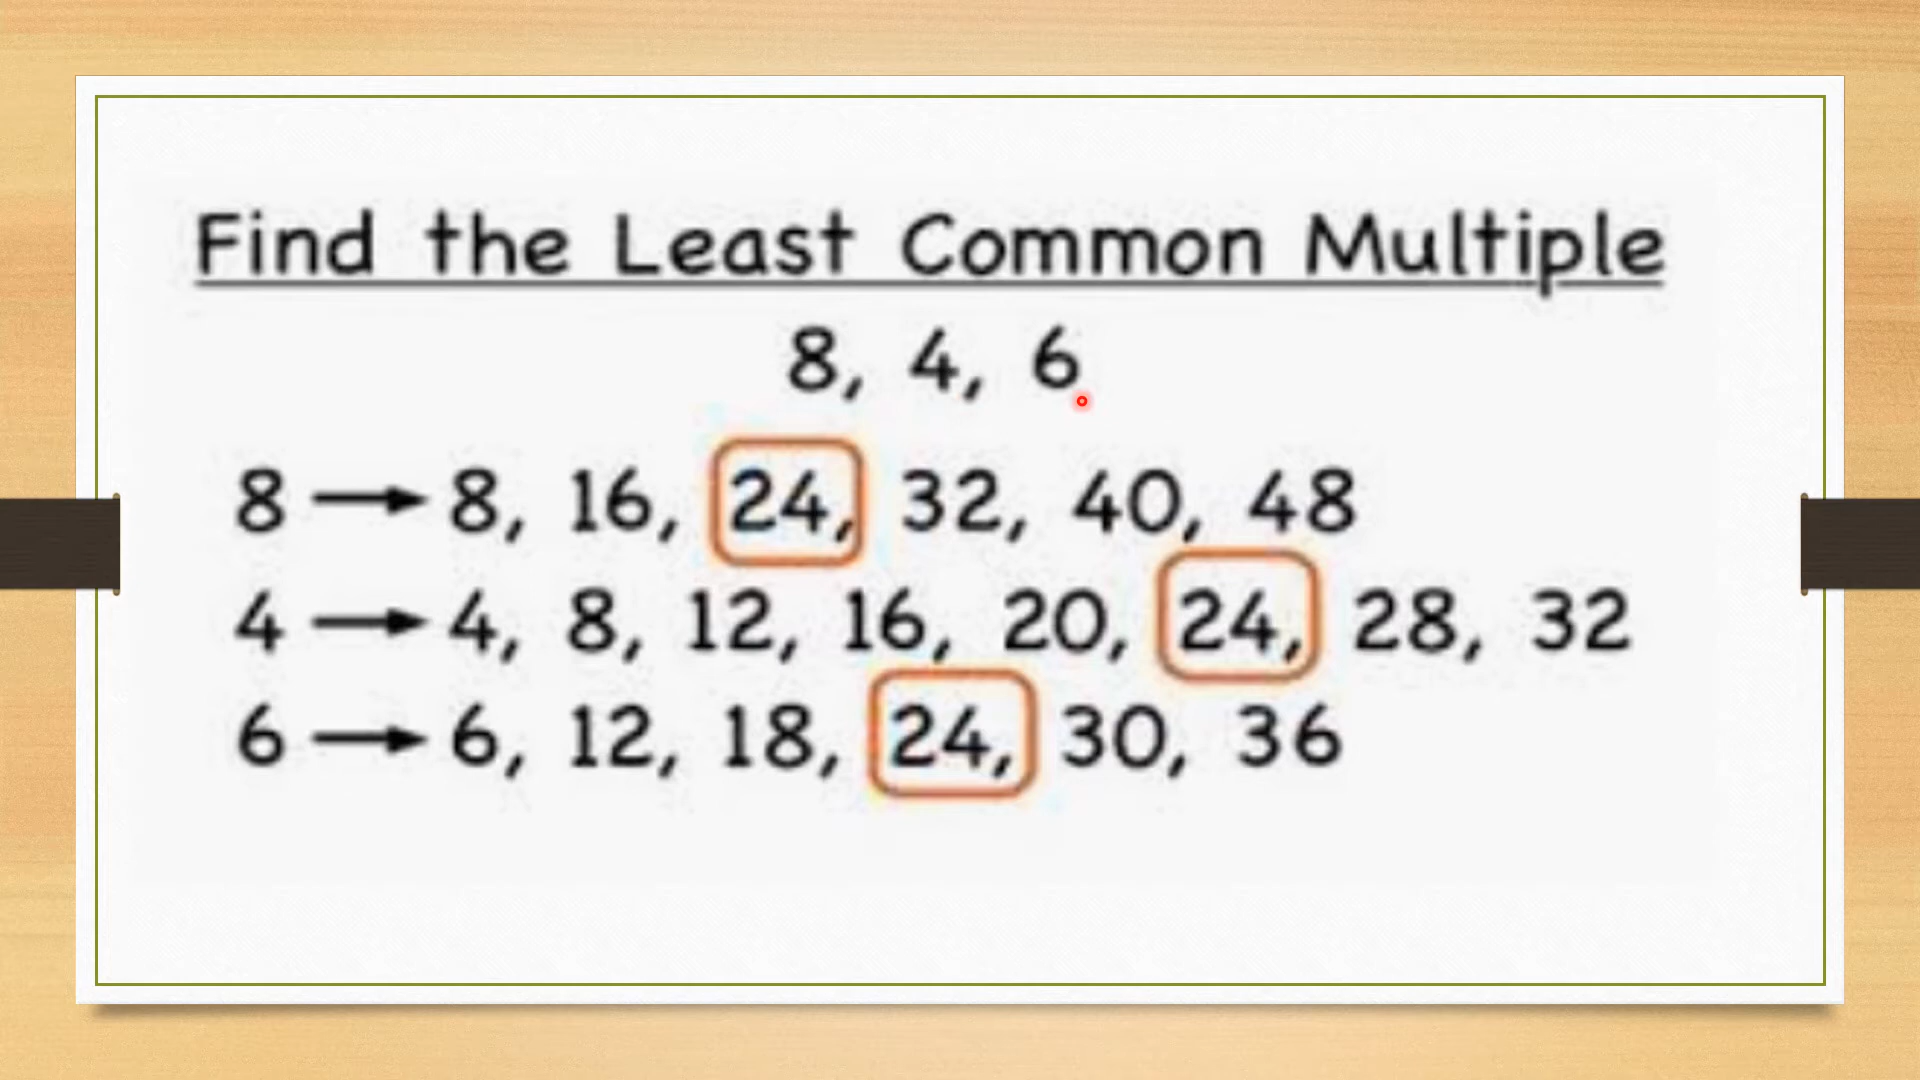 Find the Least Common Multiple
8, 4, 6
8 → 8, 16, 24, 32, 40, 48
4 → 4, 8, 12, 16, 20, 24, 28, 32
6 → 6, 12, 18, 24, 30, 36